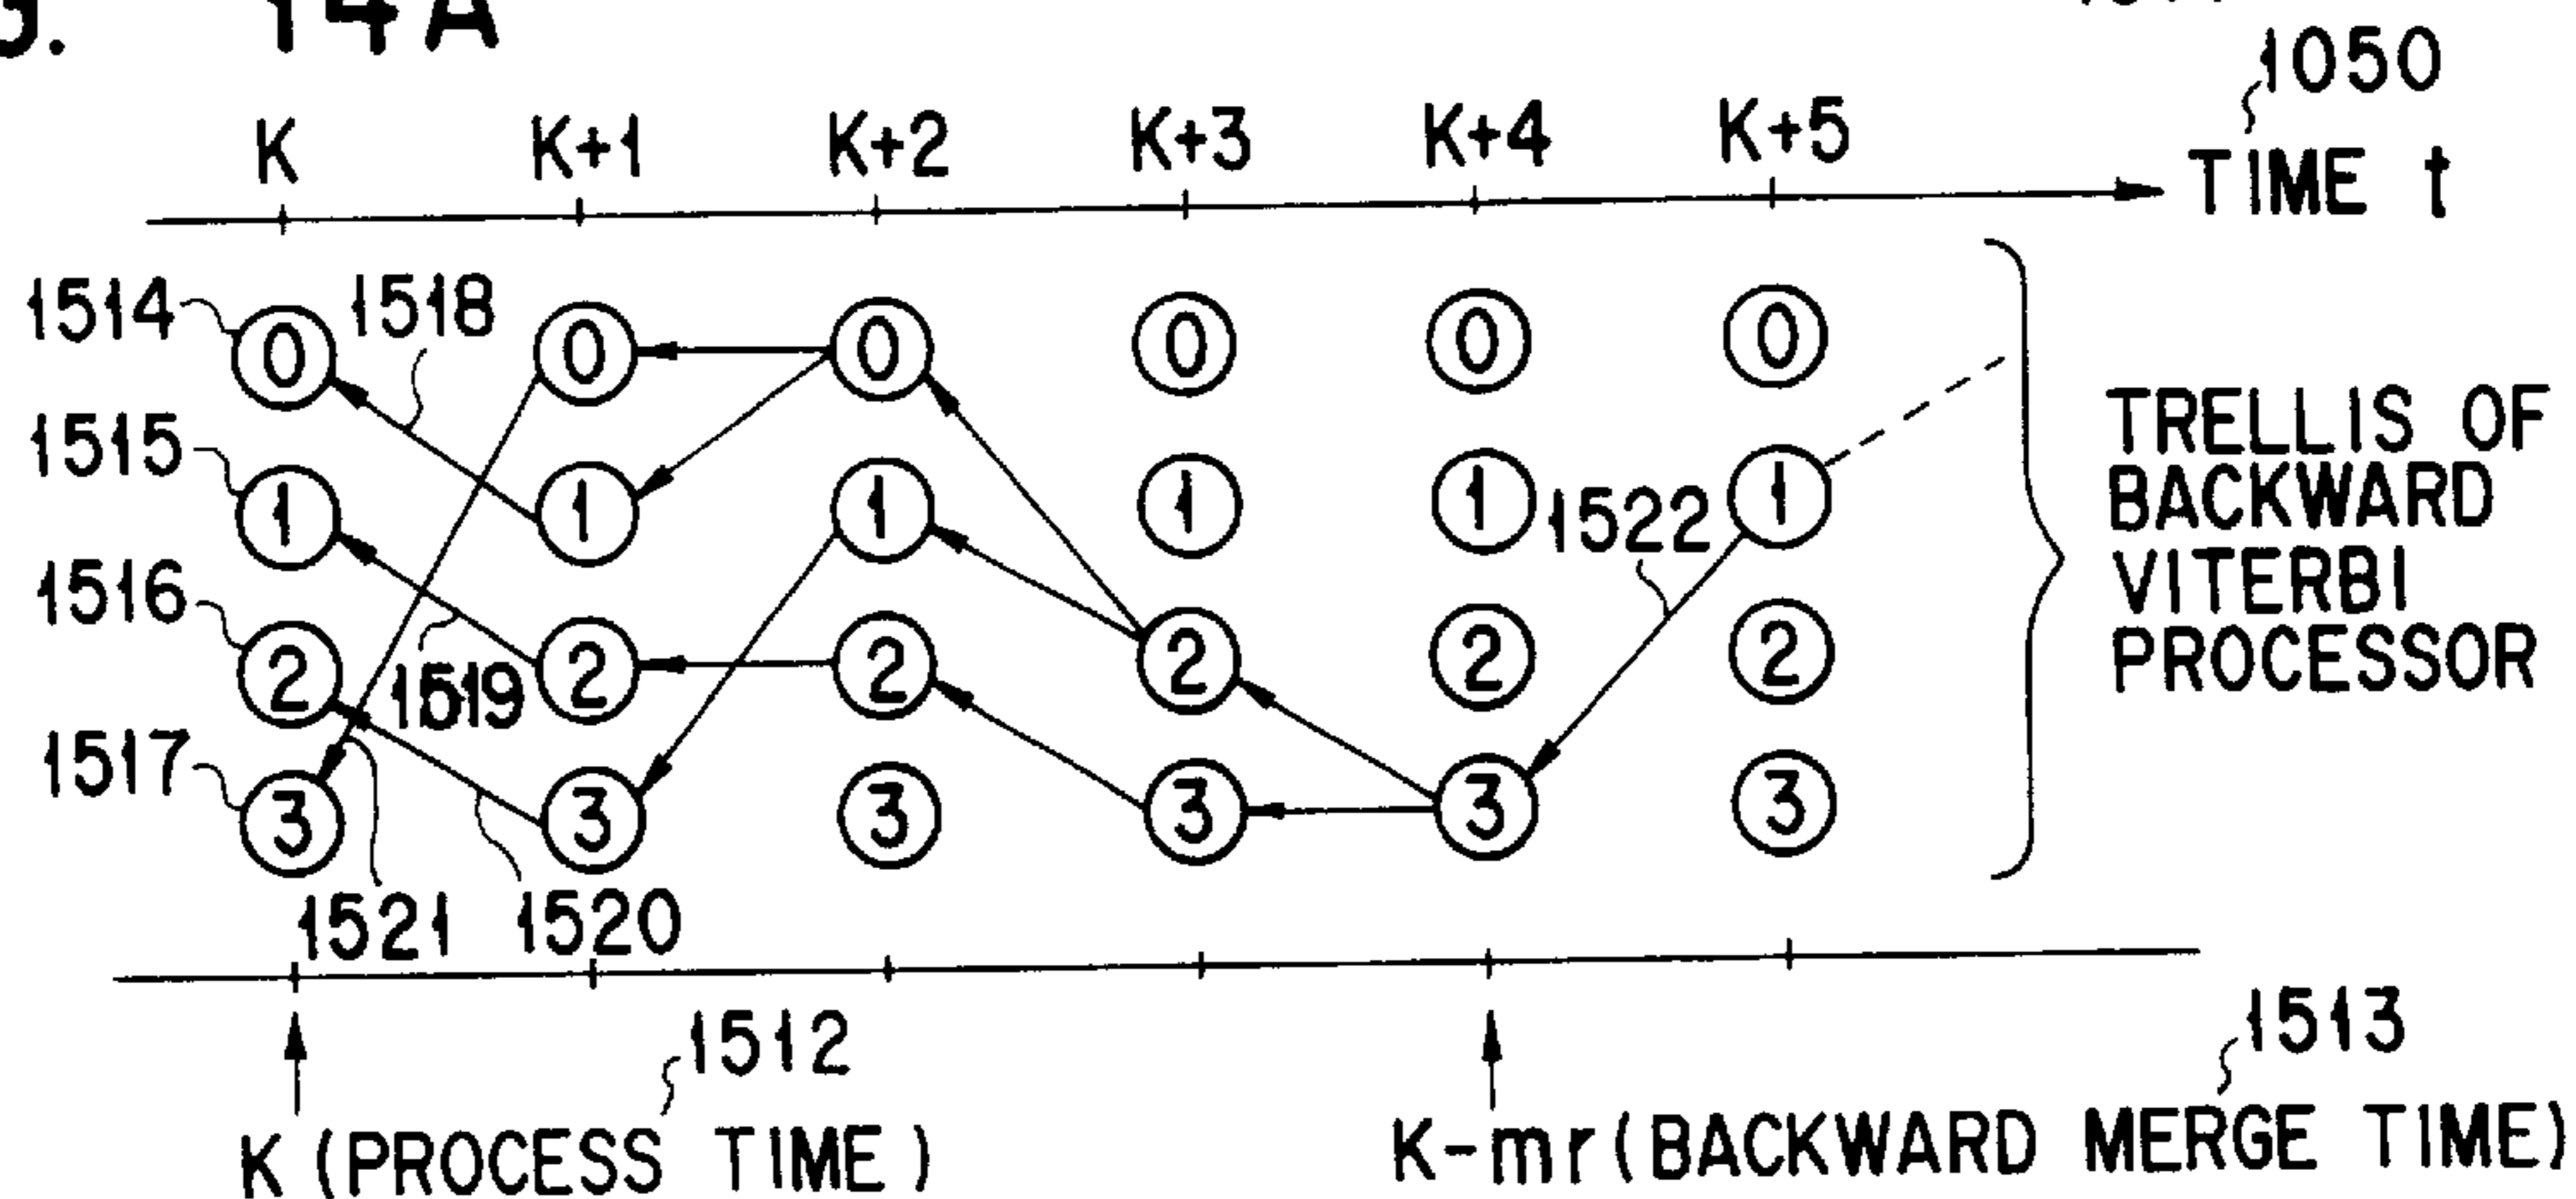 14A
1050
K K+1 K+2 K+3 K+4 K+5 TIME t
1514 1518
0 0 0 0 0 0
1515
1 1 1 1 1522 1
1516
2 1519 2 2 2 2 2
1517
3 3 3 3 3 3
TRELLIS OF
BACKWARD
VITERBI
PROCESSOR
1521 1520
1512 1513
K (PROCESS TIME) K-mr(BACKWARD MERGE TIME)